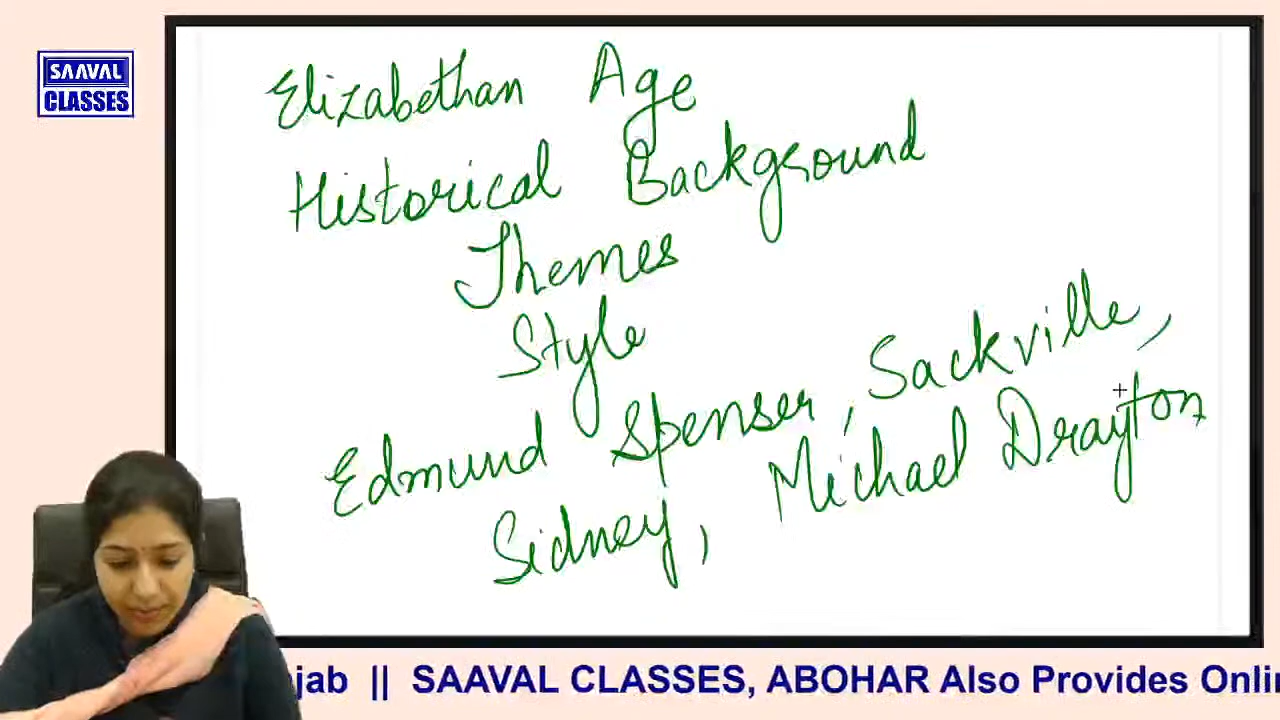 SAAVAL
CLASSES
Elizabethan Age
Historical Background
Themes
Style
Edmund Spenser, Sackville,
Sidney, Michael Drayton
jab || SAAVAL CLASSES, ABOHAR Also Provides Onli